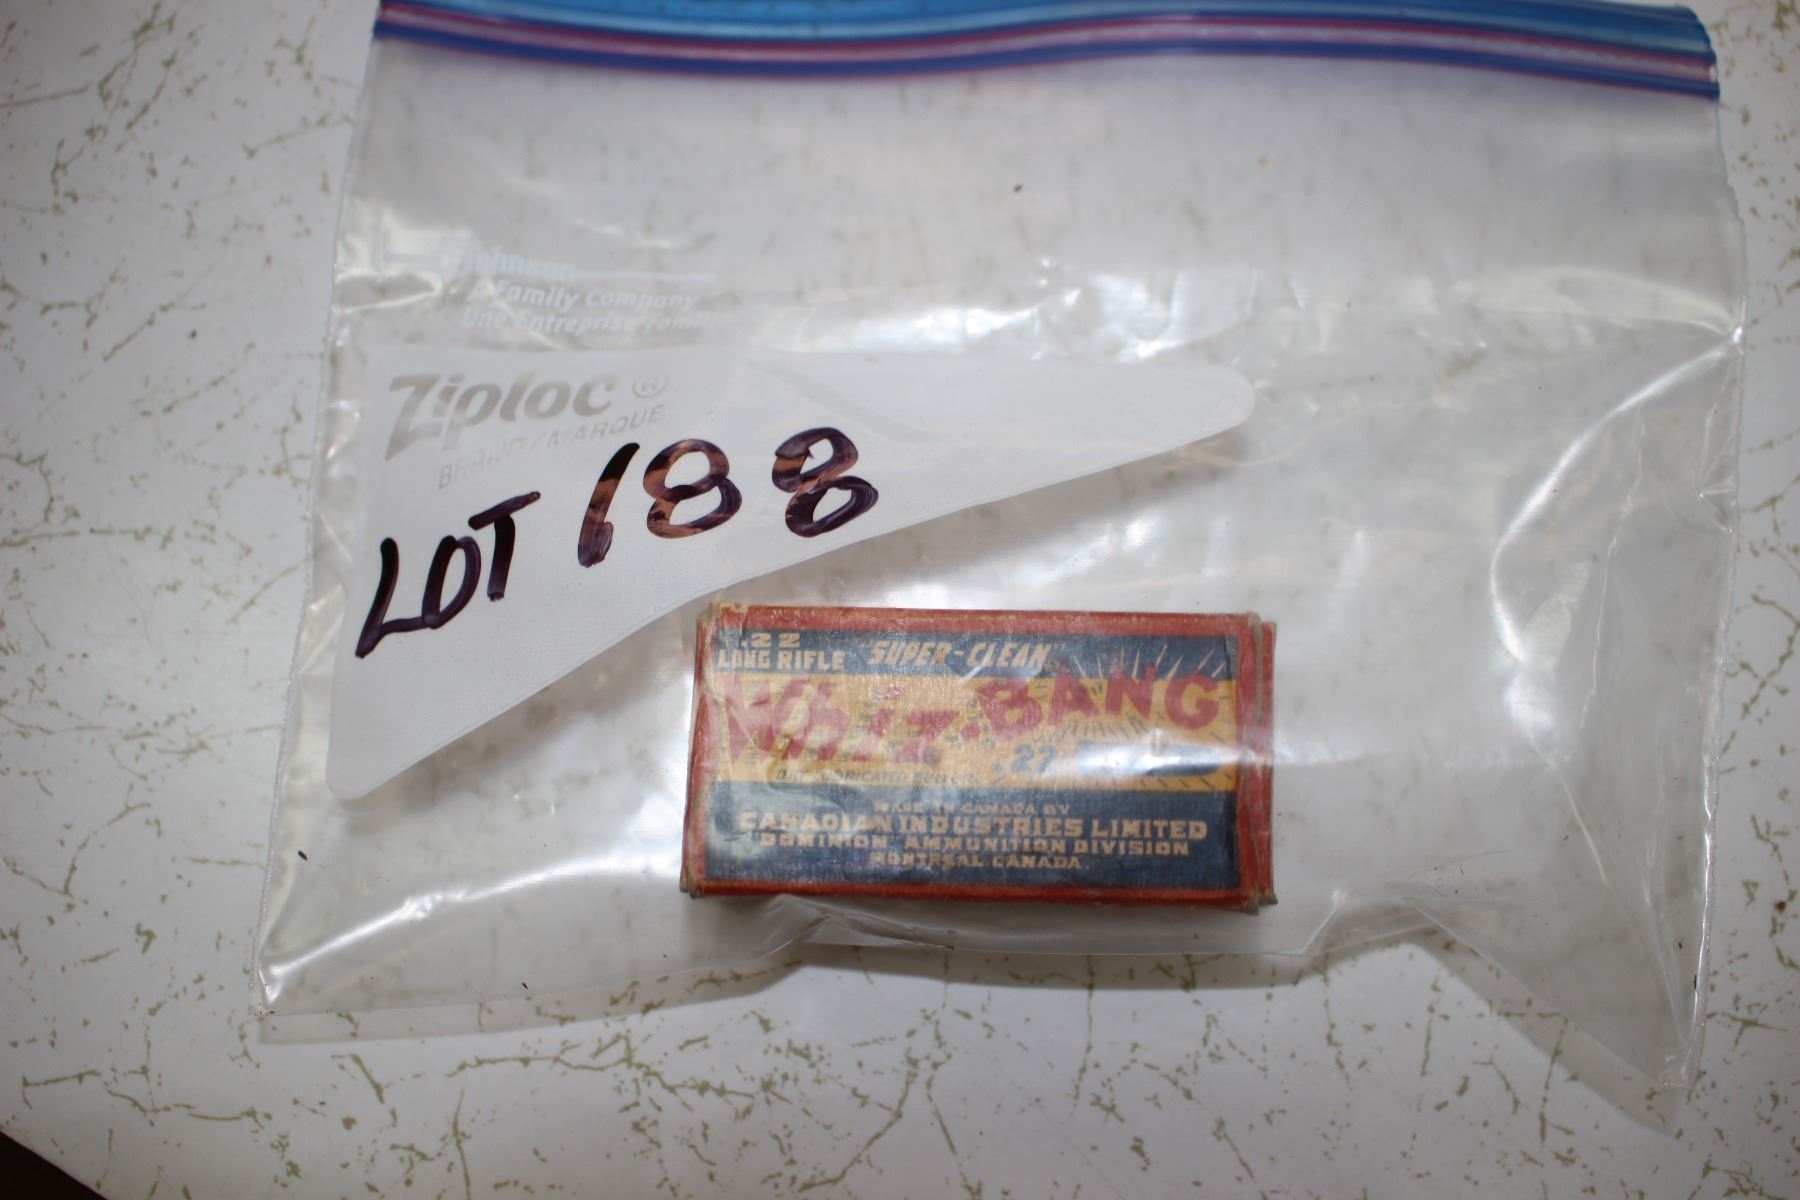 Johnson
A Family Company
Une Entreprise familiale
Ziploc ®
BRAND/MARQUE
LOT 188
.22
LONG RIFLE "SUPER-CLEAN"
Whiz-BANG
.22
MADE IN CANADA BY
CANADIAN INDUSTRIES LIMITED
"DOMINION" AMMUNITION DIVISION
MONTREAL, CANADA